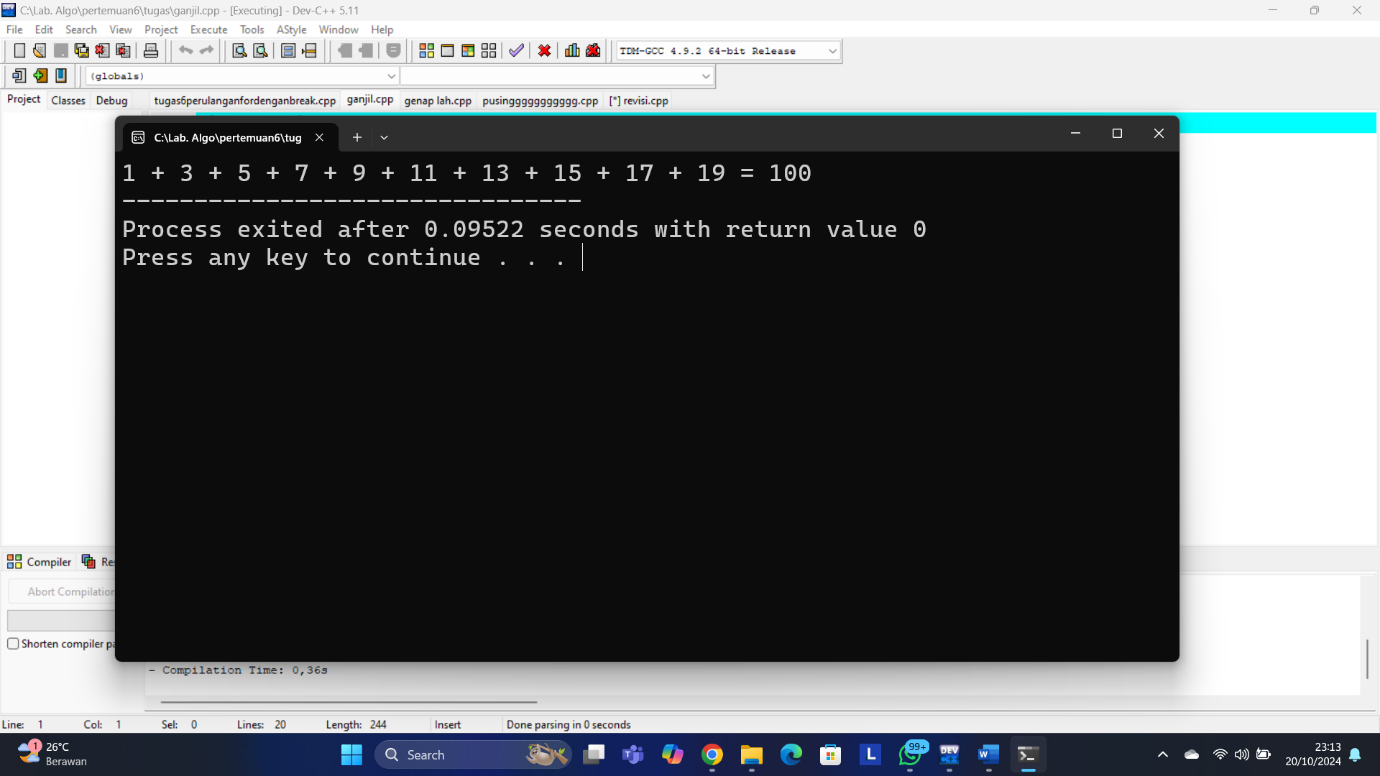 C:\Lab. Algo\pertemuan6\tugas\ganjil.cpp - [Executing] - Dev-C++ 5.11
File Edit Search View Project Execute Tools AStyle Window Help
TDM-GCC 4.9.2 64-bit Release
(globals)
Project Classes Debug tugas6perulanganfordenganbreak.cpp ganjil.cpp genap lah.cpp pusinggggggggggg.cpp [*] revisi.cpp
C:\Lab. Algo\pertemuan6\tug
1 + 3 + 5 + 7 + 9 + 11 + 13 + 15 + 17 + 19 = 100
--------------------------------
Process exited after 0.09522 seconds with return value 0
Press any key to continue . . .
Compiler Res
Abort Compilation
Shorten compiler pa
- Compilation Time: 0,36s
Line: 1 Col: 1 Sel: 0 Lines: 20 Length: 244 Insert Done parsing in 0 seconds
1 26°C
Berawan
Search
L
99+
DEV
23:13
20/10/2024